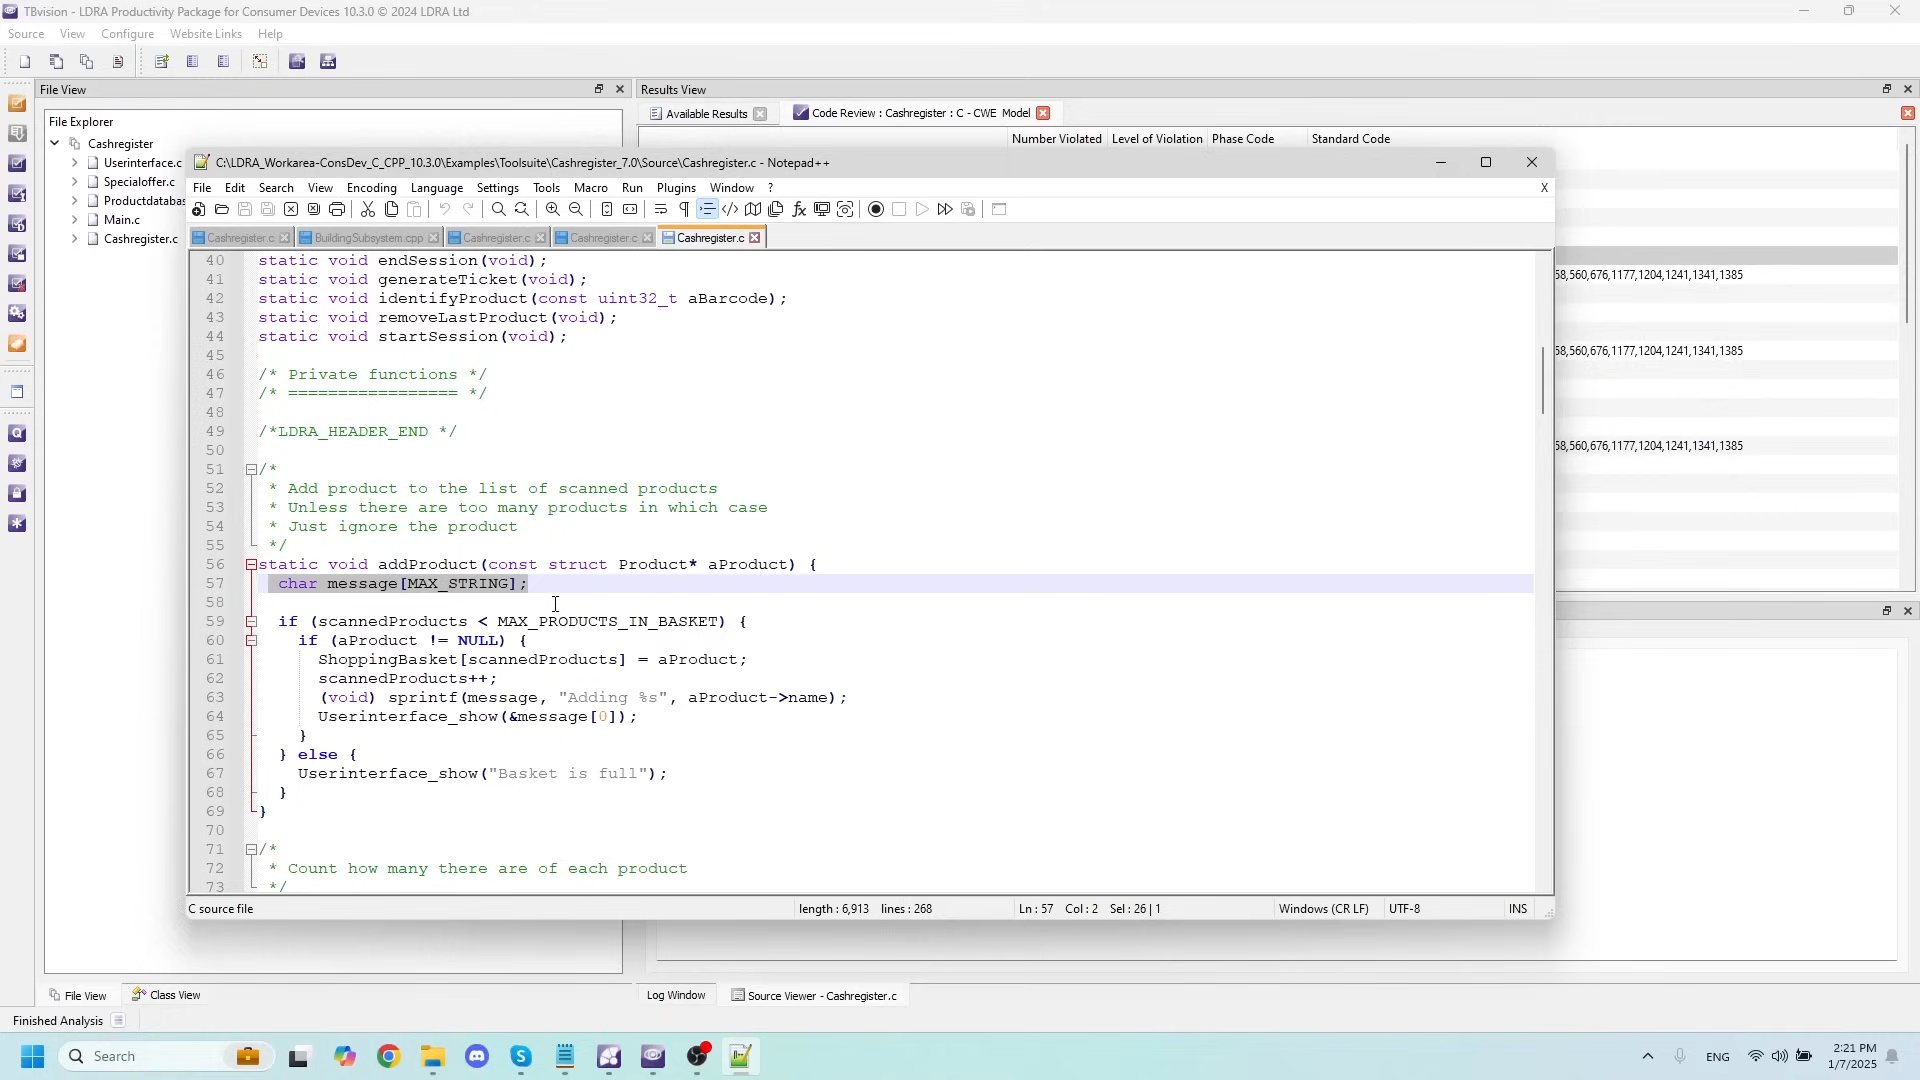 TBvision - LDRA Productivity Package for Consumer Devices 10.3.0 © 2024 LDRA Ltd
Source View Configure Website Links Help
File View
Results View
File Explorer
Available Results
Code Review : Cashregister : C - CWE Model
Cashregister
Number Violated Level of Violation Phase Code Standard Code
Userinterface.c
Specialoffer.c
Productdatabas
Main.c
Cashregister.c
58,560,676,1177,1204,1241,1341,1385
58,560,676,1177,1204,1241,1341,1385
58,560,676,1177,1204,1241,1341,1385
C:\LDRA_Workarea-ConsDev_C_CPP_10.3.0\Examples\Toolsuite\Cashregister_7.0\Source\Cashregister.c - Notepad++
File Edit Search View Encoding Language Settings Tools Macro Run Plugins Window ? X
Cashregister.c BuildingSubsystem.cpp Cashregister.c Cashregister.c Cashregister.c
40 static void endSession(void);
41 static void generateTicket(void);
42 static void identifyProduct(const uint32_t aBarcode);
43 static void removeLastProduct(void);
44 static void startSession(void);
45
46 /* Private functions */
47 /* ================= */
48
49 /*LDRA_HEADER_END */
50
51 /*
52 * Add product to the list of scanned products
53 * Unless there are too many products in which case
54 * Just ignore the product
55 */
56 static void addProduct(const struct Product* aProduct) {
57 char message[MAX_STRING];
58
59 if (scannedProducts < MAX_PRODUCTS_IN_BASKET) {
60 if (aProduct != NULL) {
61 ShoppingBasket[scannedProducts] = aProduct;
62 scannedProducts++;
63 (void) sprintf(message, "Adding %s", aProduct->name);
64 Userinterface_show(&message[0]);
65 }
66 } else {
67 Userinterface_show("Basket is full");
68 }
69 }
70
71 /*
72 * Count how many there are of each product
73 */
C source file length : 6,913 lines : 268 Ln : 57 Col : 2 Sel : 26 | 1 Windows (CR LF) UTF-8 INS
File View Class View
Log Window Source Viewer - Cashregister.c
Finished Analysis
Search
ENG
2:21 PM
1/7/2025